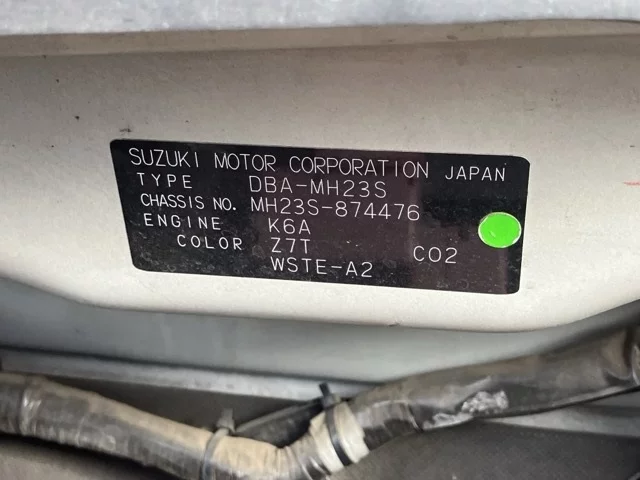 SUZUKI MOTOR CORPORATION JAPAN
TYPE DBA-MH23S
CHASSIS NO. MH23S-874476
ENGINE K6A
COLOR Z7T C02
WSTE-A2